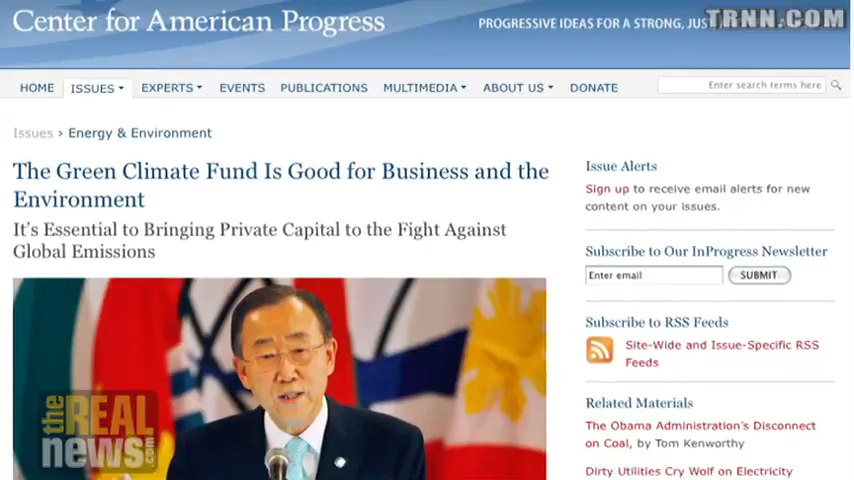 Center for American Progress
PROGRESSIVE IDEAS FOR A STRONG, JUS
TRNN.COM
HOME ISSUES EXPERTS EVENTS PUBLICATIONS MULTIMEDIA ABOUT US DONATE
Enter search terms here
Issues › Energy & Environment
The Green Climate Fund Is Good for Business and the
Environment
It's Essential to Bringing Private Capital to the Fight Against
Global Emissions
the
REAL
news.com
Issue Alerts
Sign up to receive email alerts for new
content on your issues.
Subscribe to Our InProgress Newsletter
Enter email SUBMIT
Subscribe to RSS Feeds
Site-Wide and Issue-Specific RSS
Feeds
Related Materials
The Obama Administration's Disconnect
on Coal, by Tom Kenworthy
Dirty Utilities Cry Wolf on Electricity